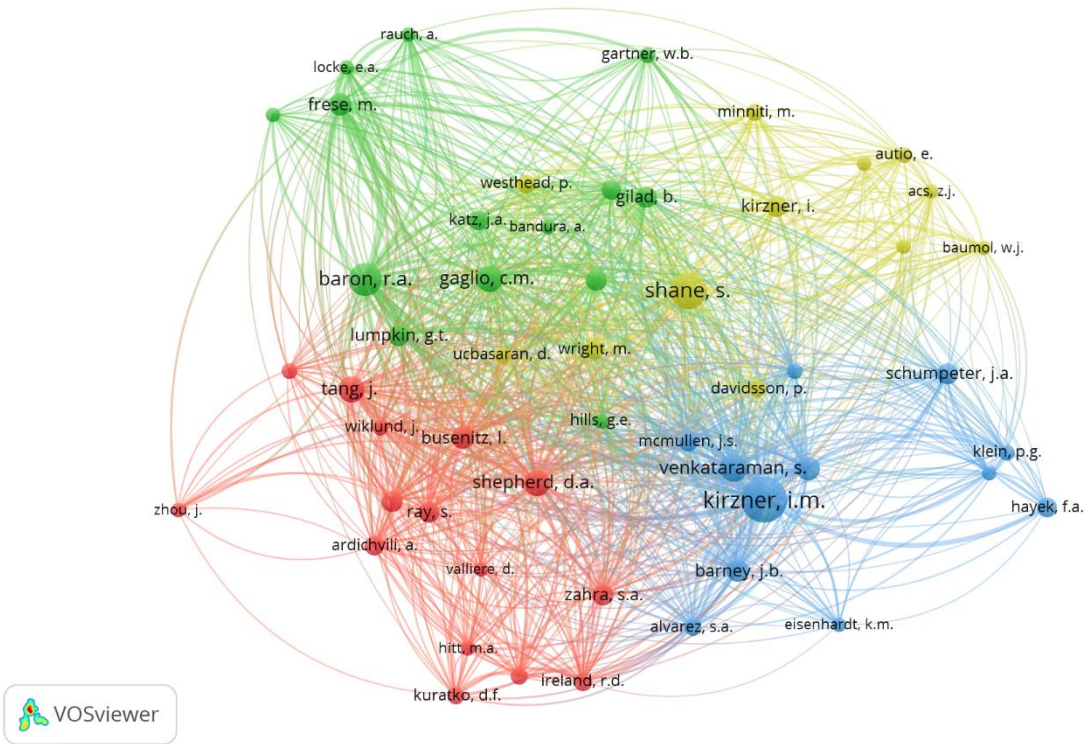 rauch, a.
gartner, w.b.
locke, e.a.
frese, m.
minniti, m.
autio, e.
westhead, p.
acs, z.j.
gilad, b.
kirzner, i.
katz, j.a.
bandura, a.
baumol, w.j.
baron, r.a.
gaglio, c.m.
shane, s.
lumpkin, g.t.
ucbasaran, d.
wright, m.
schumpeter, j.a.
tang, j.
davidsson, p.
hills, g.e.
wiklund, j.
busenitz, l.
mcmullen, j.s.
klein, p.g.
venkataraman, s.
shepherd, d.a.
kirzner, i.m.
zhou, j.
ray, s.
hayek, f.a.
ardichvili, a.
valliere, d.
barney, j.b.
zahra, s.a.
alvarez, s.a.
eisenhardt, k.m.
hitt, m.a.
ireland, r.d.
kuratko, d.f.
VOSviewer